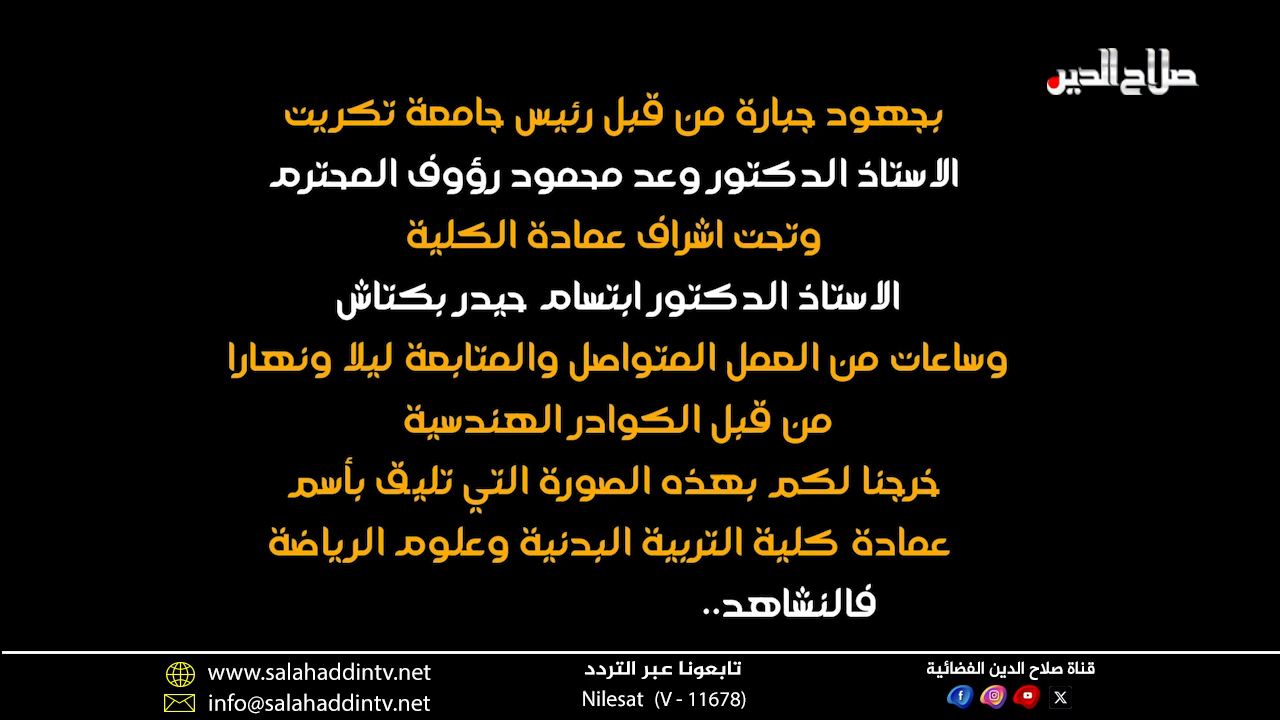 صلاح الدين
بجهود جبارة من قبل رئيس جامعة تكريت
الاستاذ الدكتور وعد محمود رؤوف المحترم
وتحت اشراف عمادة الكلية
الاستاذ الدكتور ابتسام حيدر بكتاش
وساعات من العمل المتواصل والمتابعة ليلا ونهارا
من قبل الكوادر الهندسية
خرجنا لكم بهذه الصورة التي تليق بأسم
عمادة كلية التربية البدنية وعلوم الرياضة
فالنشاهد..
قناة صلاح الدين الفضائية
تابعونا عبر التردد
Nilesat (V - 11678)
www.salahaddintv.net
info@salahaddintv.net